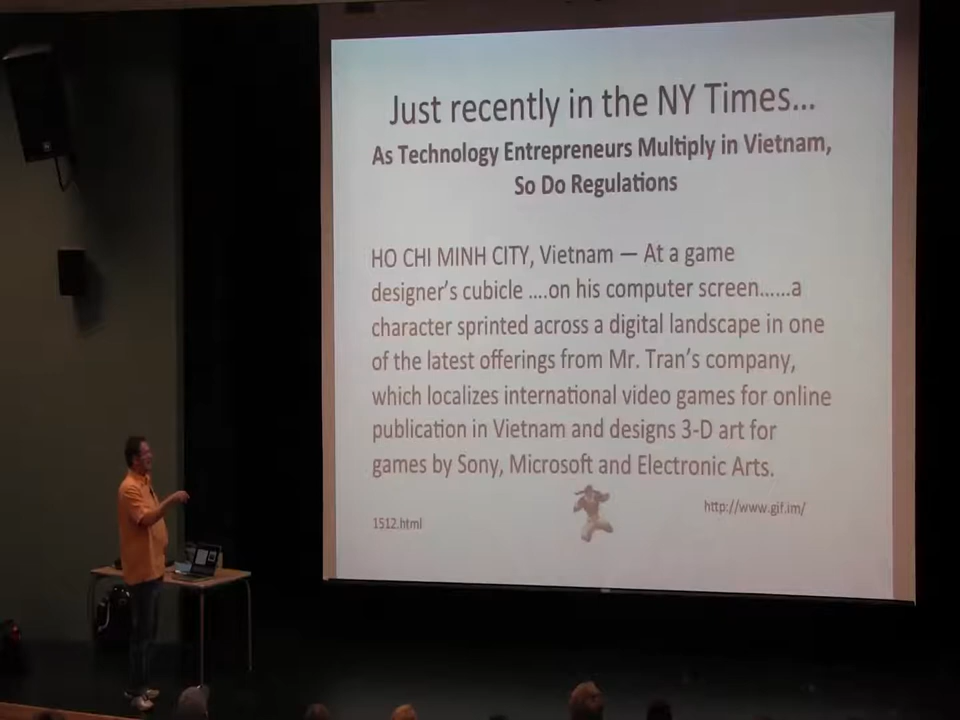 Just recently in the NY Times...
As Technology Entrepreneurs Multiply in Vietnam,
So Do Regulations
HO CHI MINH CITY, Vietnam — At a game
designer's cubicle ....on his computer screen......a
character sprinted across a digital landscape in one
of the latest offerings from Mr. Tran's company,
which localizes international video games for online
publication in Vietnam and designs 3-D art for
games by Sony, Microsoft and Electronic Arts.
1512.html
http://www.gif.im/